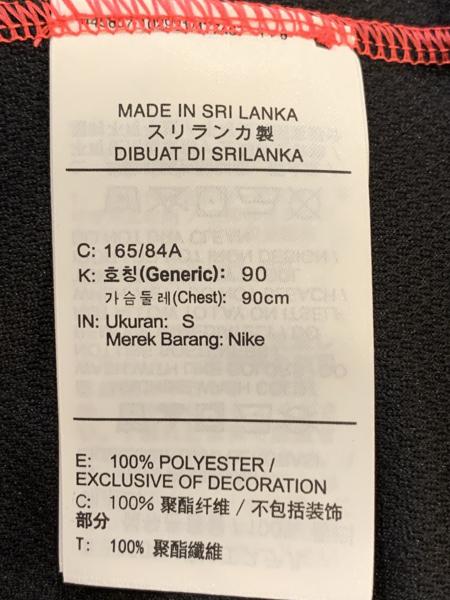 MADE IN SRI LANKA
スリランカ製
DIBUAT DI SRILANKA
C: 165/84A
K: 호칭(Generic): 90
가슴둘레(Chest): 90cm
IN: Ukuran: S
Merek Barang: Nike
E: 100% POLYESTER /
EXCLUSIVE OF DECORATION
C: 100% 聚酯纤维 / 不包括装饰
部分
T: 100% 聚酯纖維